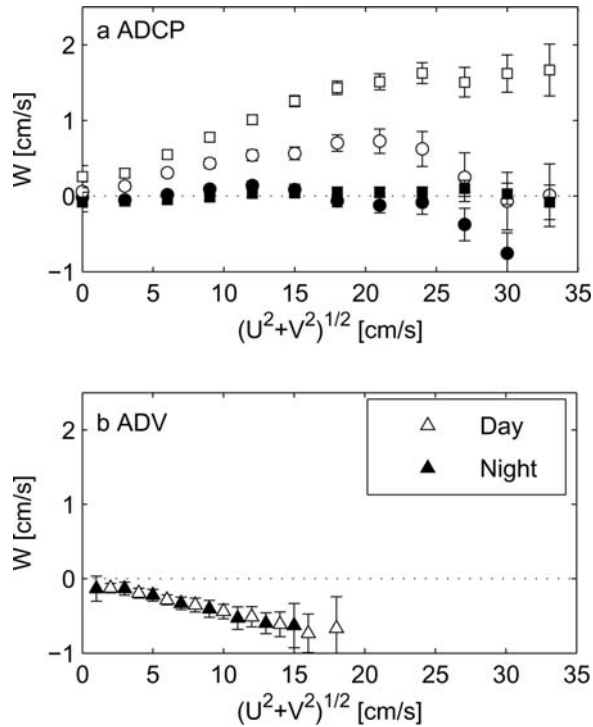 a ADCP
W [cm/s]
2
1
0
−1
0 5 10 15 20 25 30 35
(U²+V²)^1/2 [cm/s]
b ADV
Day
Night
W [cm/s]
2
1
0
−1
0 5 10 15 20 25 30 35
(U²+V²)^1/2 [cm/s]